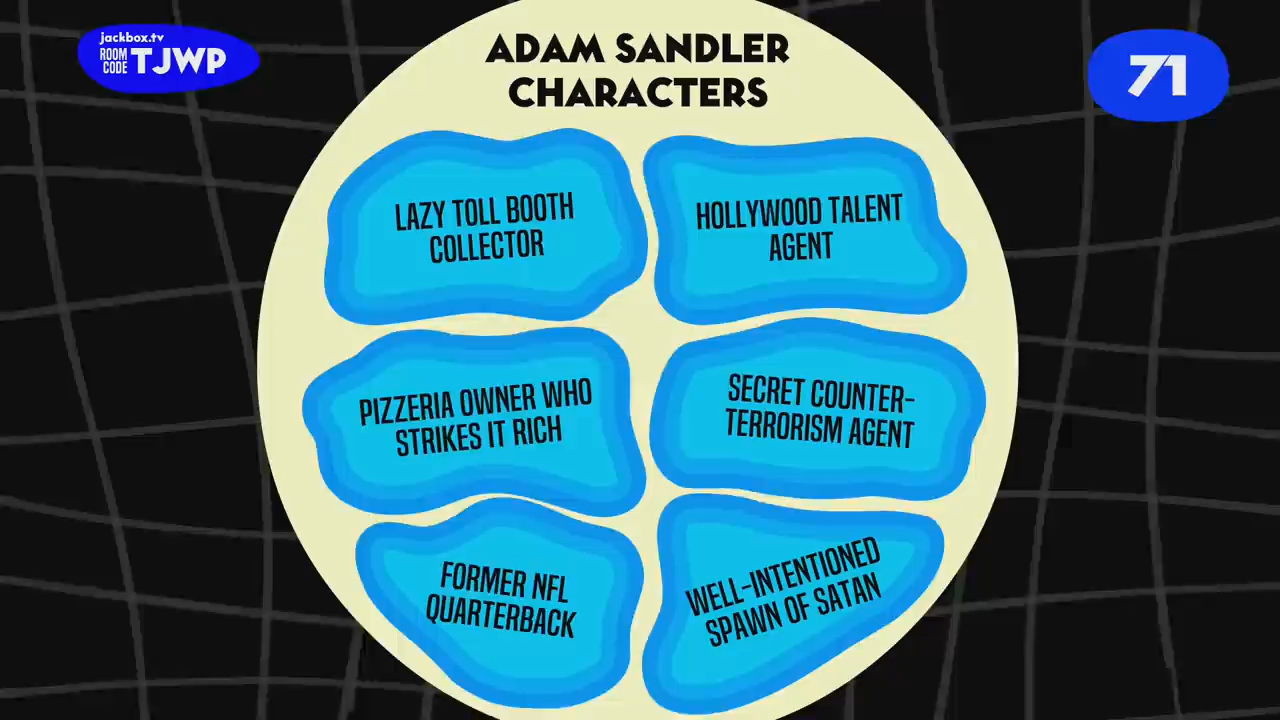 jackbox.tv
ROOM CODE TJWP
ADAM SANDLER
CHARACTERS
71
LAZY TOLL BOOTH
COLLECTOR
HOLLYWOOD TALENT
AGENT
PIZZERIA OWNER WHO
STRIKES IT RICH
SECRET COUNTER-
TERRORISM AGENT
FORMER NFL
QUARTERBACK
WELL-INTENTIONED
SPAWN OF SATAN